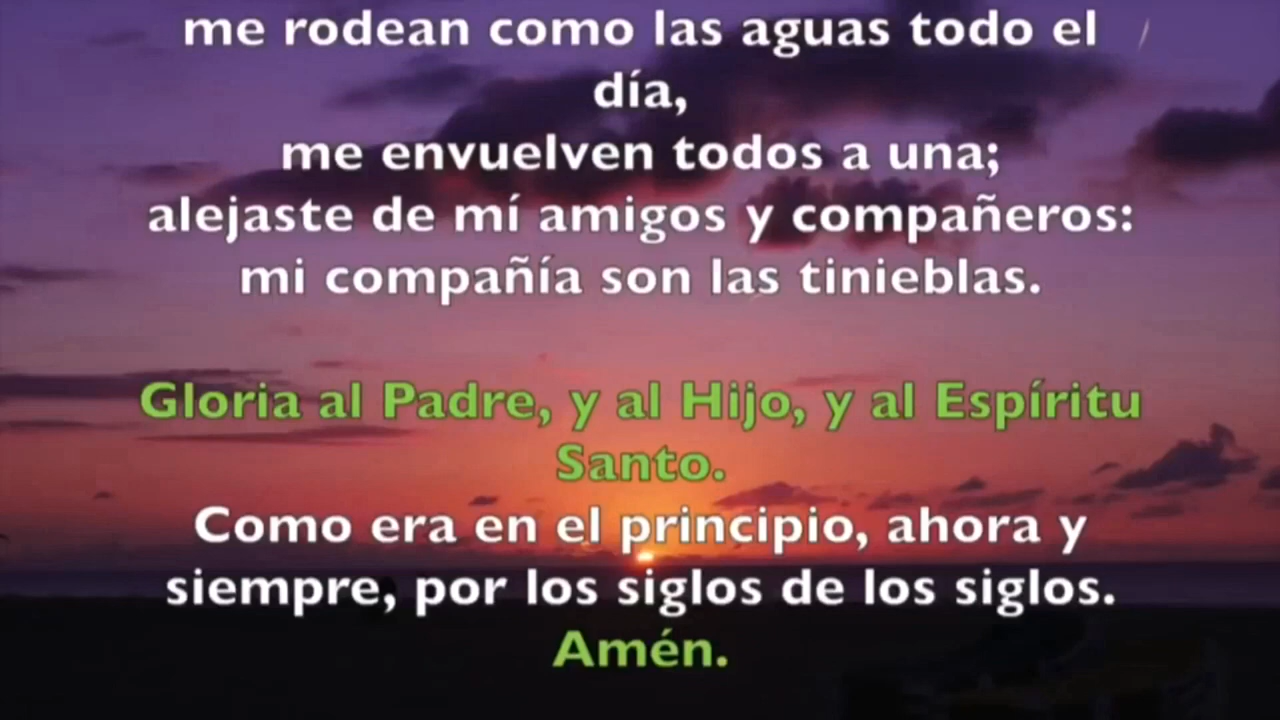 me rodean como las aguas todo el
día,
me envuelven todos a una;
alejaste de mí amigos y compañeros:
mi compañía son las tinieblas.
Gloria al Padre, y al Hijo, y al Espíritu
Santo.
Como era en el principio, ahora y
siempre, por los siglos de los siglos.
Amén.